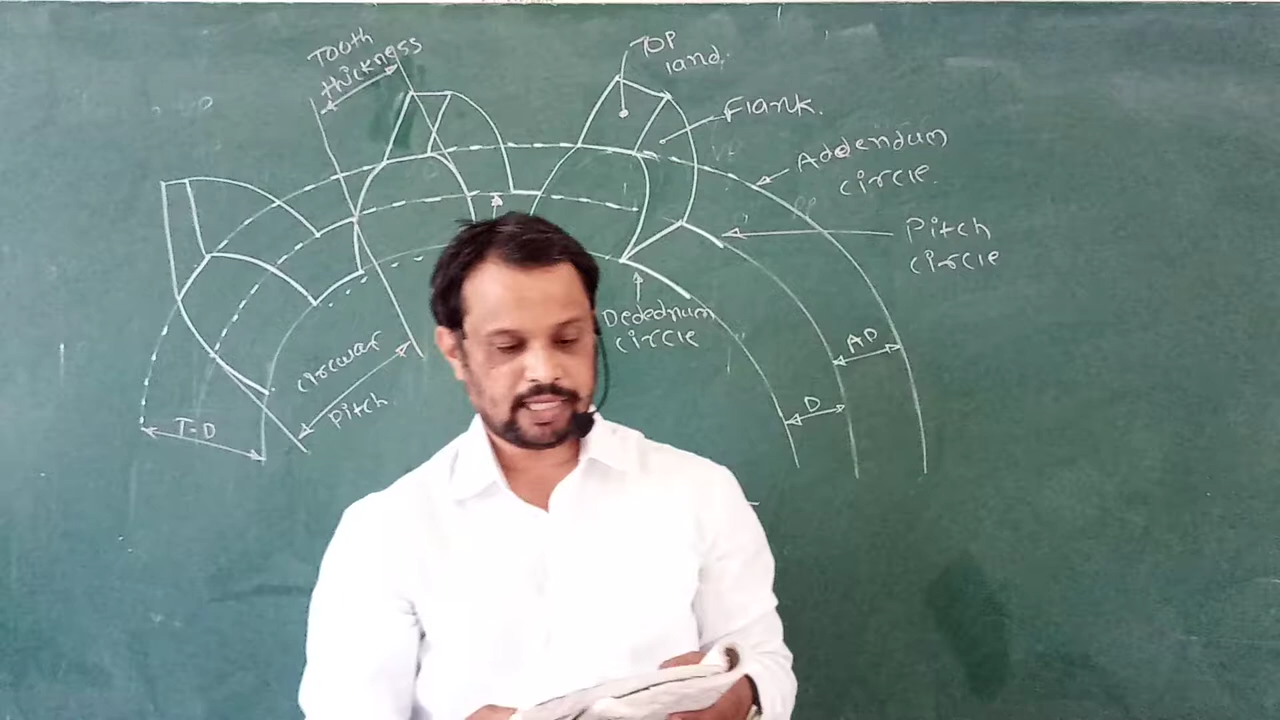 Tooth
thickness
TOP
land.
Flank.
Addendum
circle.
Pitch
circle
Dedednum
circle
circular
Pitch.
AD
D
T-D